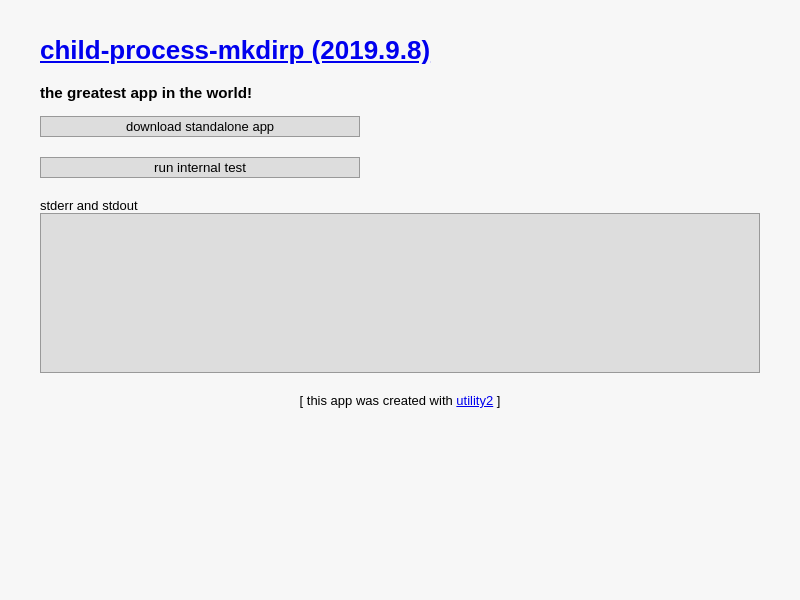 child-process-mkdirp (2019.9.8)
the greatest app in the world!
download standalone app
run internal test
stderr and stdout
[ this app was created with utility2 ]